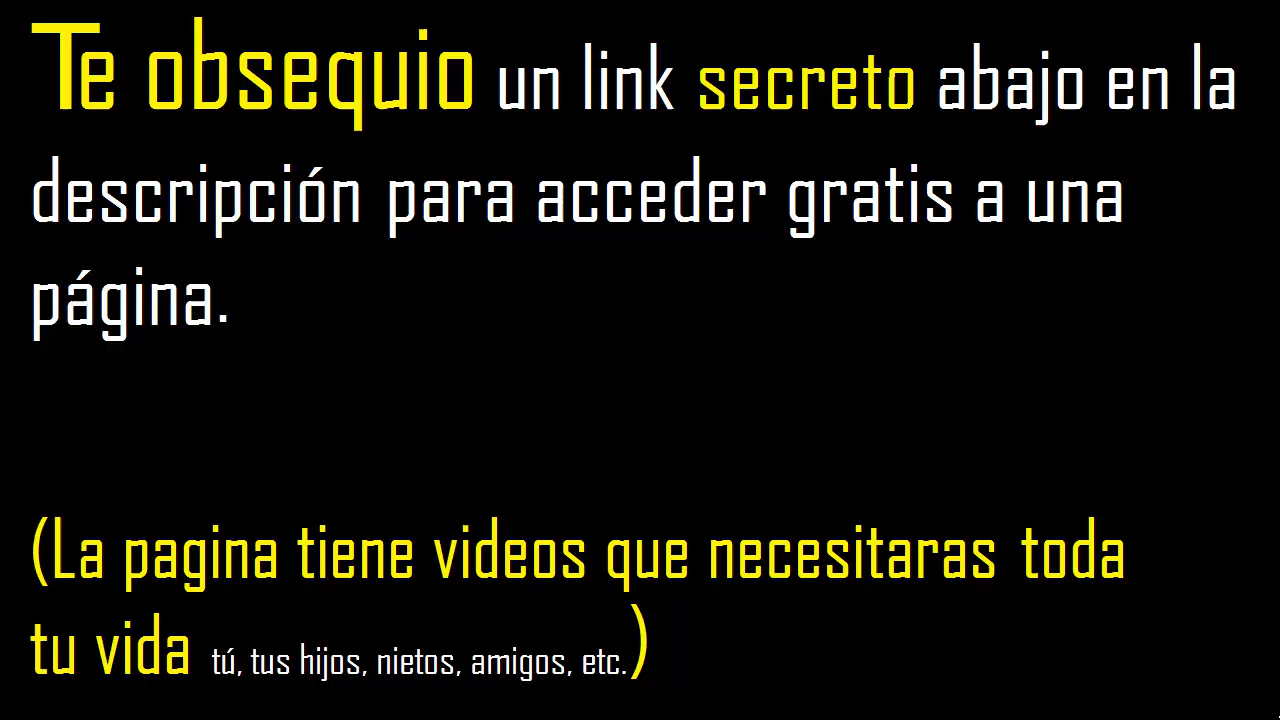 Te obsequio un link secreto abajo en la
descripción para acceder gratis a una
página.
(La pagina tiene videos que necesitaras toda
tu vida tú, tus hijos, nietos, amigos, etc.)